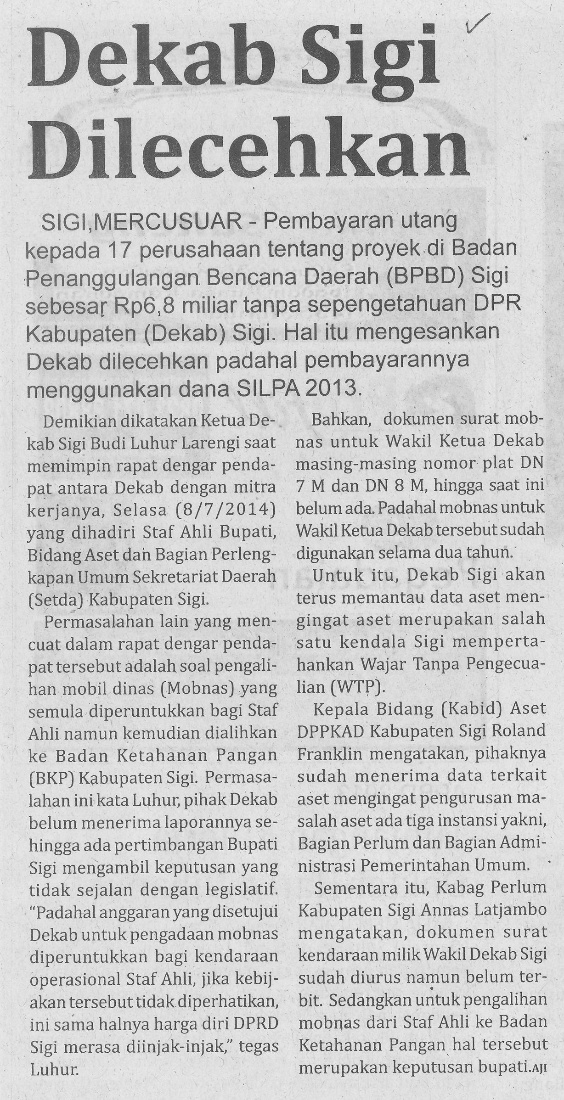 Dekab Sigi
Dilecehkan
SIGI,MERCUSUAR - Pembayaran utang
kepada 17 perusahaan tentang proyek di Badan
Penanggulangan Bencana Daerah (BPBD) Sigi
sebesar Rp6,8 miliar tanpa sepengetahuan DPR
Kabupaten (Dekab) Sigi. Hal itu mengesankan
Dekab dilecehkan padahal pembayarannya
menggunakan dana SILPA 2013.
Demikian dikatakan Ketua De-
kab Sigi Budi Luhur Larengi saat
memimpin rapat dengar penda-
pat antara Dekab dengan mitra
kerjanya, Selasa (8/7/2014)
yang dihadiri Staf Ahli Bupati,
Bidang Aset dan Bagian Perleng-
kapan Umum Sekretariat Daerah
(Setda) Kabupaten Sigi.
Permasalahan lain yang men-
cuat dalam rapat dengar penda-
pat tersebut adalah soal pengali-
han mobil dinas (Mobnas) yang
semula diperuntukkan bagi Staf
Ahli namun kemudian dialihkan
ke Badan Ketahanan Pangan
(BKP) Kabupaten Sigi. Permasa-
lahan ini kata Luhur, pihak Dekab
belum menerima laporannya se-
hingga ada pertimbangan Bupati
Sigi mengambil keputusan yang
tidak sejalan dengan legislatif.
“Padahal anggaran yang disetujui
Dekab untuk pengadaan mobnas
diperuntukkan bagi kendaraan
operasional Staf Ahli, jika kebij-
akan tersebut tidak diperhatikan,
ini sama halnya harga diri DPRD
Sigi merasa diinjak-injak,” tegas
Luhur.
Bahkan, dokumen surat mob-
nas untuk Wakil Ketua Dekab
masing-masing nomor plat DN
7 M dan DN 8 M, hingga saat ini
belum ada. Padahal mobnas untuk
Wakil Ketua Dekab tersebut sudah
digunakan selama dua tahun.
Untuk itu, Dekab Sigi akan
terus memantau data aset men-
gingat aset merupakan salah
satu kendala Sigi memperta-
hankan Wajar Tanpa Pengecua-
lian (WTP).
Kepala Bidang (Kabid) Aset
DPPKAD Kabupaten Sigi Roland
Franklin mengatakan, pihaknya
sudah menerima data terkait
aset mengingat pengurusan ma-
salah aset ada tiga instansi yakni,
Bagian Perlum dan Bagian Admi-
nistrasi Pemerintahan Umum.
Sementara itu, Kabag Perlum
Kabupaten Sigi Annas Latjambo
mengatakan, dokumen surat
kendaraan milik Wakil Dekab Sigi
sudah diurus namun belum ter-
bit. Sedangkan untuk pengalihan
mobnas dari Staf Ahli ke Badan
Ketahanan Pangan hal tersebut
merupakan keputusan bupati.AJI